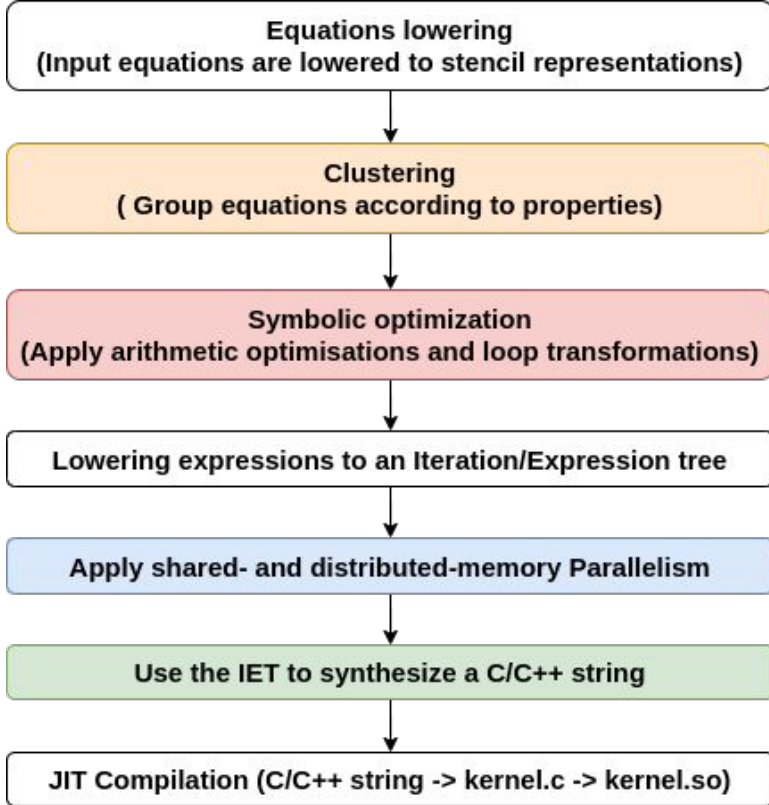 Equations lowering
(Input equations are lowered to stencil representations)
Clustering
( Group equations according to properties)
Symbolic optimization
(Apply arithmetic optimisations and loop transformations)
Lowering expressions to an Iteration/Expression tree
Apply shared- and distributed-memory Parallelism
Use the IET to synthesize a C/C++ string
JIT Compilation (C/C++ string -> kernel.c -> kernel.so)